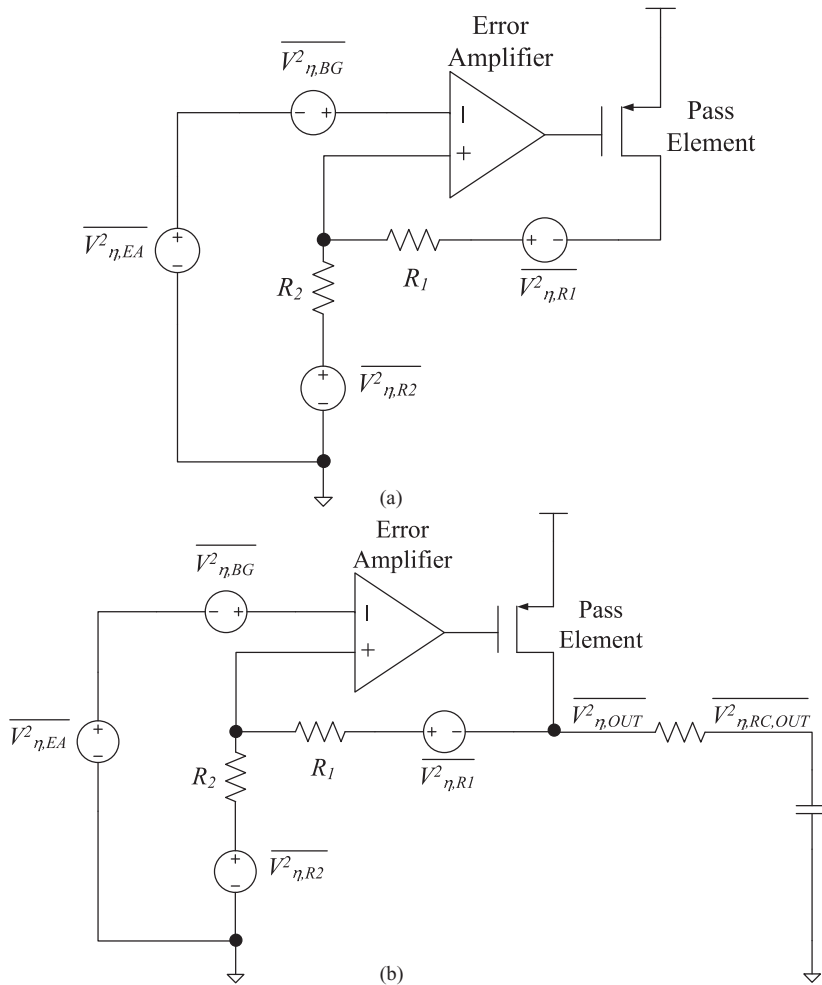 Error
Amplifier
V²η,BG
− +
−
+
Pass
Element
V²η,EA
+
−
R₂
R₁
+ −
V²η,R1
+
−
V²η,R2
(a)
Error
Amplifier
V²η,BG
− +
−
+
Pass
Element
V²η,EA
+
−
R₂
R₁
+ −
V²η,R1
V²η,OUT
V²η,RC,OUT
+
−
V²η,R2
(b)